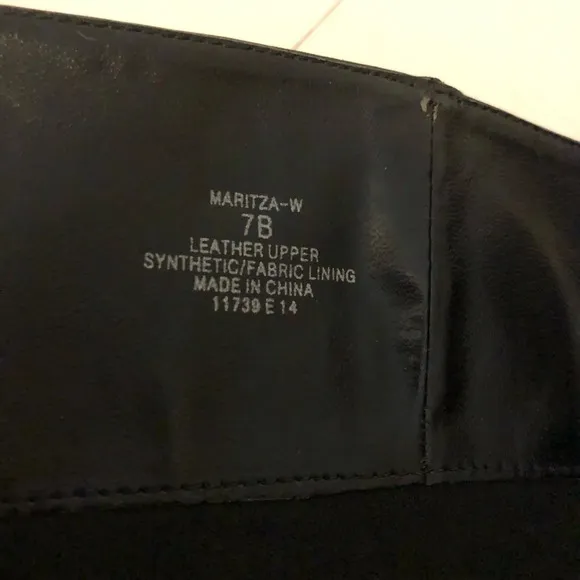 MARITZA-W
7B
LEATHER UPPER
SYNTHETIC/FABRIC LINING
MADE IN CHINA
11739 E 14